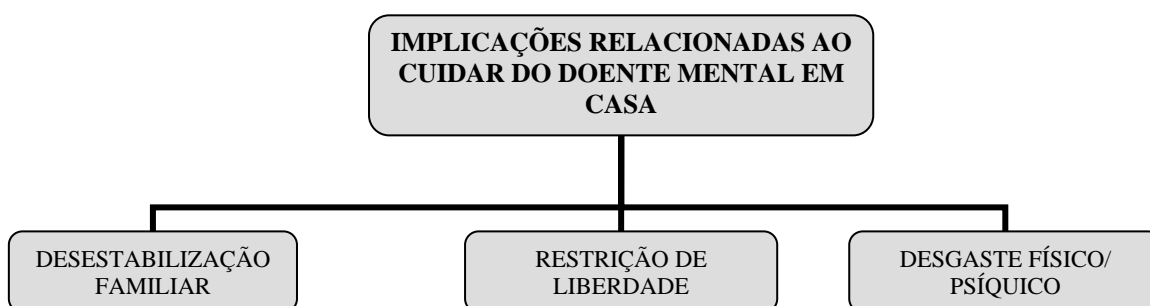 IMPLICAÇÕES RELACIONADAS AO
CUIDAR DO DOENTE MENTAL EM
CASA
DESESTABILIZAÇÃO
FAMILIAR
RESTRIÇÃO DE
LIBERDADE
DESGASTE FÍSICO/
PSÍQUICO